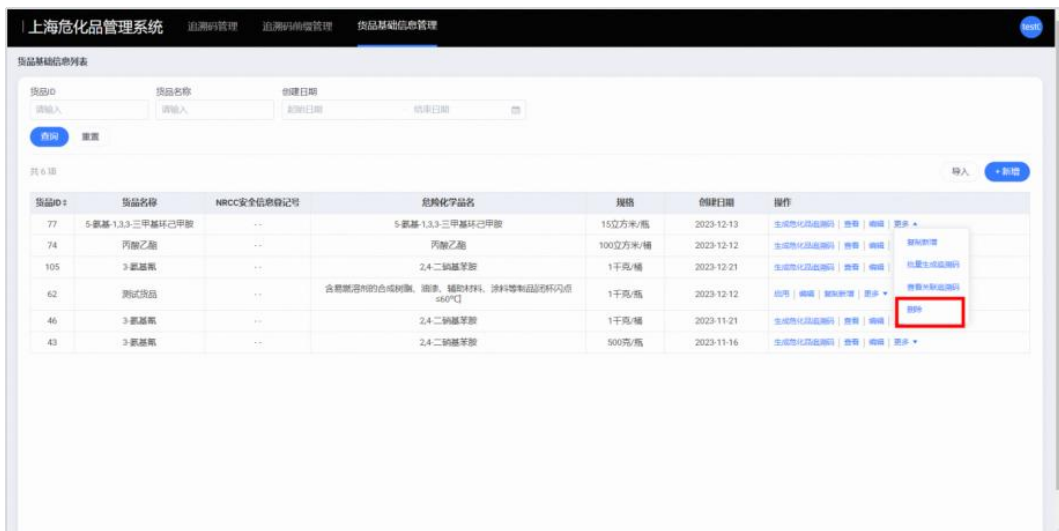 上海危化品管理系统 追溯码管理 追溯码前缀管理 货品基础信息管理 test0
货品基础信息列表
货品ID 货品名称 创建日期
请输入 请输入 起始日期 结束日期
查询 重置
共 6 项 导入 +新增
货品ID 货品名称 NRCC安全信息登记号 危险化学品名 规格 创建日期 操作
77 5-氨基-1,3,3-三甲基环己甲胺 -- 5-氨基-1,3,3-三甲基环己甲胺 15立方米/瓶 2023-12-13 生成危化品追溯码 | 查看 | 编辑 | 更多
74 丙酸乙酯 -- 丙酸乙酯 100立方米/桶 2023-12-12 生成危化品追溯码 | 查看 | 编辑 | 复制新增
105 3-氨基氰 -- 2,4-二硝基苯胺 1千克/桶 2023-12-21 生成危化品追溯码 | 查看 | 编辑 | 批量生成追溯码
62 测试货品 -- 含易燃溶剂的合成树脂、油漆、辅助材料、涂料等制品[闭杯闪点 1千克/瓶 2023-12-12 启用 | 编辑 | 复制新增 | 更多 查看关联追溯码
≤60℃]
删除
46 3-氨基氰 -- 2,4-二硝基苯胺 1千克/桶 2023-11-21 生成危化品追溯码 | 查看 | 编辑 |
43 3-氨基氰 -- 2,4-二硝基苯胺 500克/瓶 2023-11-16 生成危化品追溯码 | 查看 | 编辑 | 更多